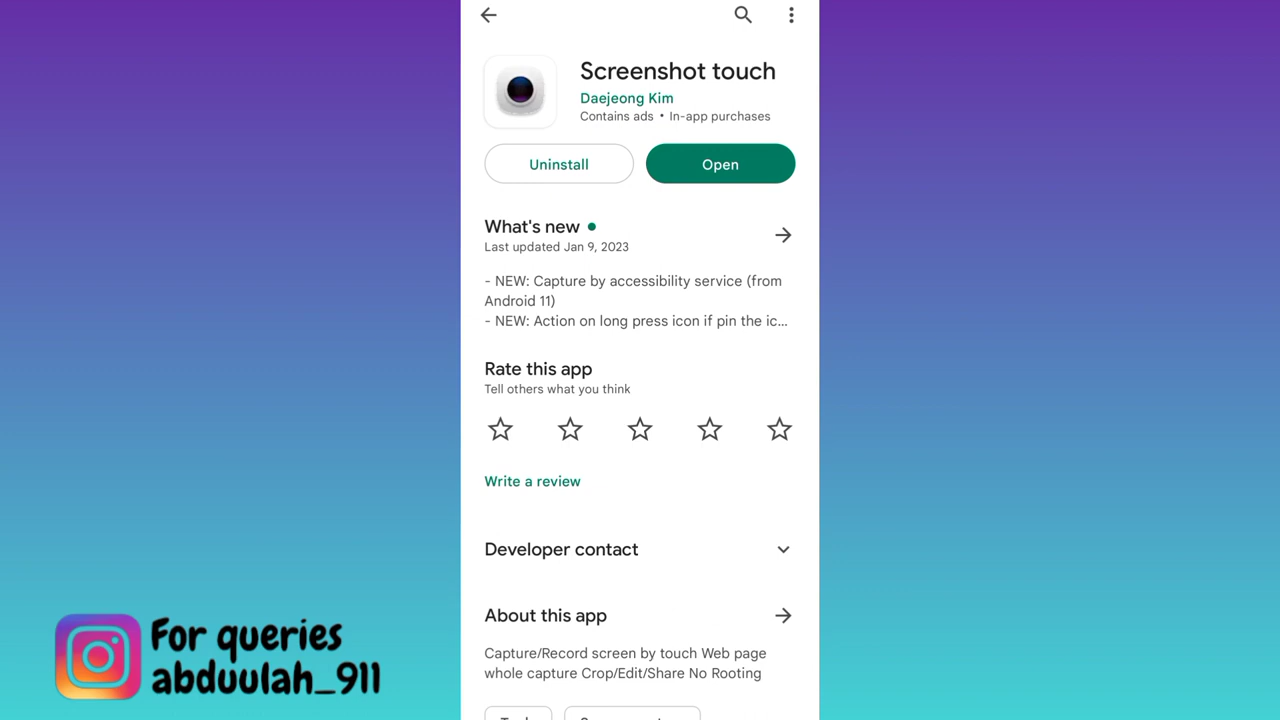 Screenshot touch
Daejeong Kim
Contains ads • In-app purchases
Uninstall
Open
What's new
Last updated Jan 9, 2023
- NEW: Capture by accessibility service (from
Android 11)
- NEW: Action on long press icon if pin the ic...
Rate this app
Tell others what you think
Write a review
Developer contact
About this app
Capture/Record screen by touch Web page
whole capture Crop/Edit/Share No Rooting
For queries
abduulah_911